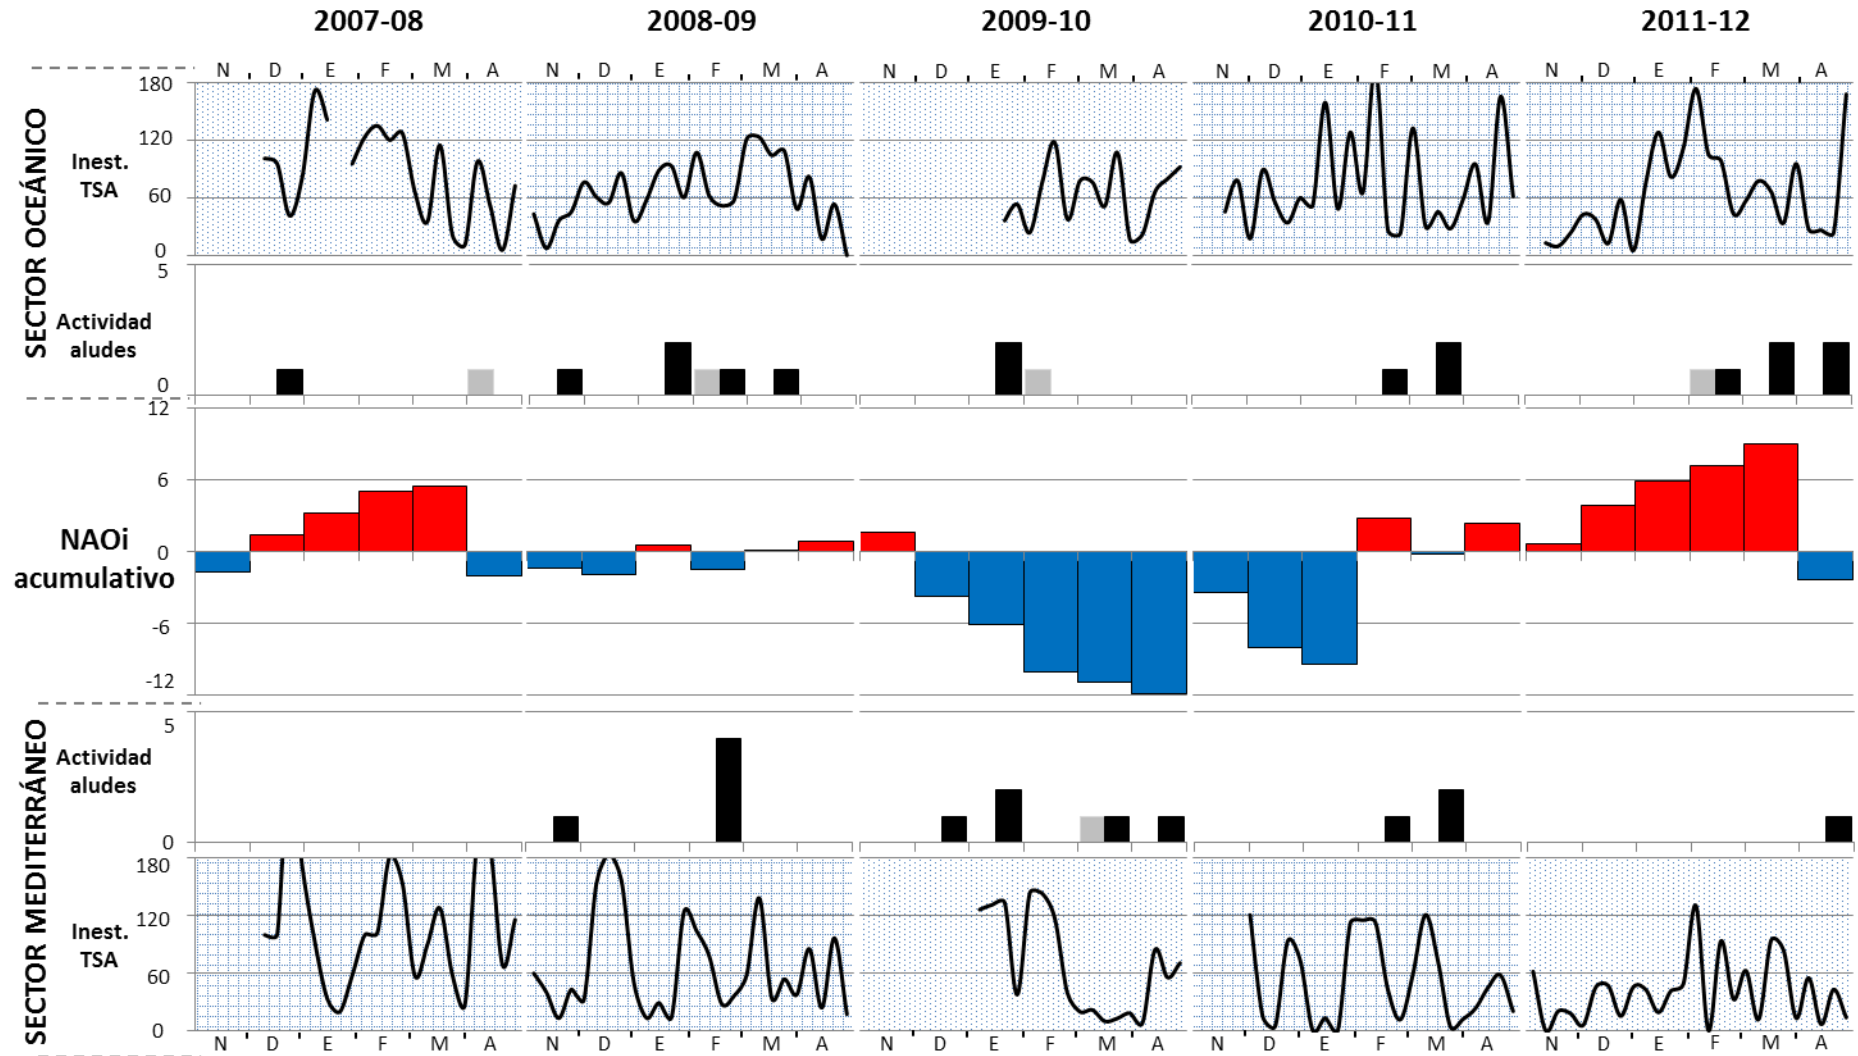 2007-08 2008-09 2009-10 2010-11 2011-12
N D E F M A N D E F M A N D E F M A N D E F M A N D E F M A
SECTOR OCEÁNICO
180
120
Inest.
TSA
60
0
5
Actividad
aludes
0
12
6
NAOi
0
acumulativo
-6
-12
SECTOR MEDITERRÁNEO
5
Actividad
aludes
0
180
120
Inest.
TSA
60
0
N D E F M A N D E F M A N D E F M A N D E F M A N D E F M A